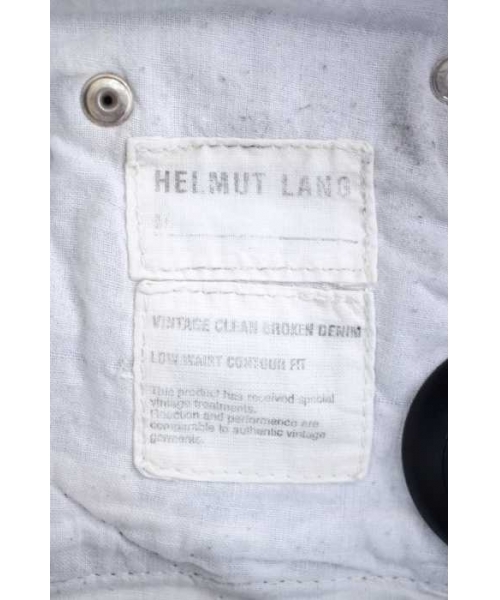 HELMUT LANG
VINTAGE CLEAN BROKEN DENIM
LOW WAIST CONTOUR FIT
This product has received special
vintage treatments.
Function and performance are
comparable to authentic vintage
garments.